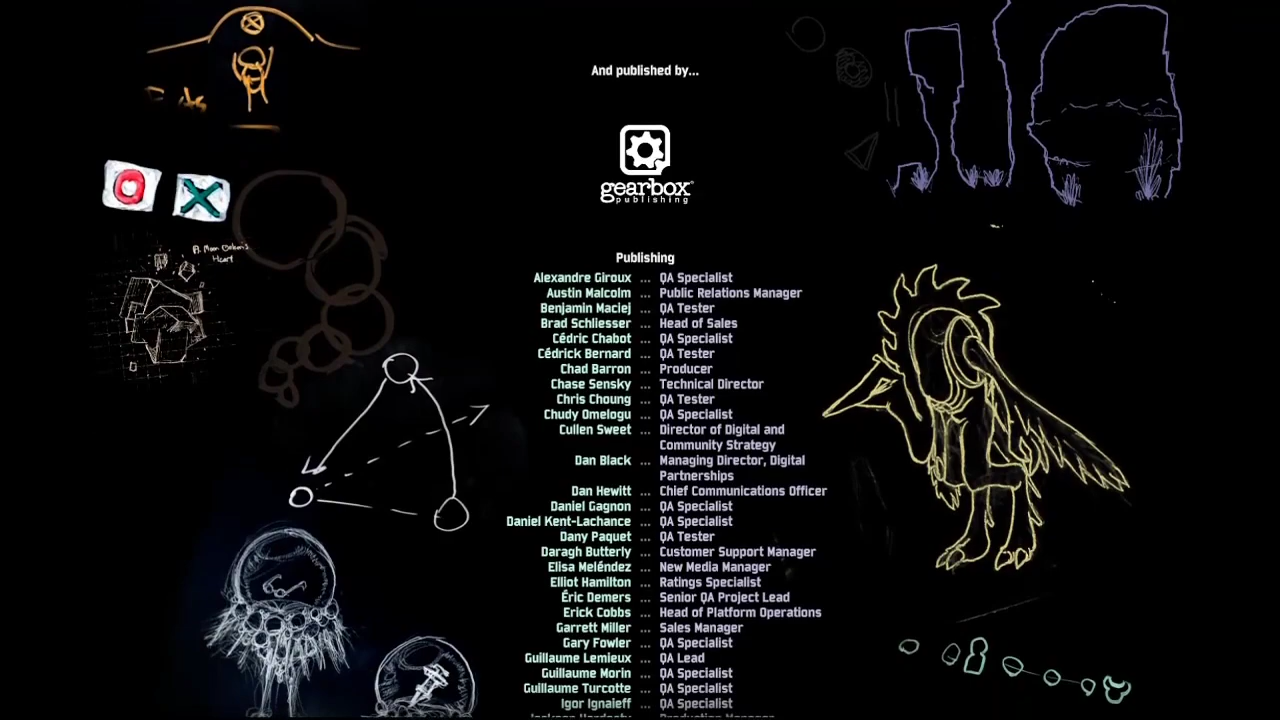 And published by...
gearbox
publishing
Publishing
Alexandre Giroux ... QA Specialist
Austin Malcolm ... Public Relations Manager
Benjamin Maciej ... QA Tester
Brad Schliesser ... Head of Sales
Cédric Chabot ... QA Specialist
Cédrick Bernard ... QA Tester
Chad Barron ... Producer
Chase Sensky ... Technical Director
Chris Choung ... QA Tester
Chudy Omelogu ... QA Specialist
Cullen Sweet ... Director of Digital and
Community Strategy
Dan Black ... Managing Director, Digital
Partnerships
Dan Hewitt ... Chief Communications Officer
Daniel Gagnon ... QA Specialist
Daniel Kent-Lachance ... QA Specialist
Dany Paquet ... QA Tester
Daragh Butterly ... Customer Support Manager
Elisa Meléndez ... New Media Manager
Elliot Hamilton ... Ratings Specialist
Éric Demers ... Senior QA Project Lead
Erick Cobbs ... Head of Platform Operations
Garrett Miller ... Sales Manager
Gary Fowler ... QA Specialist
Guillaume Lemieux ... QA Lead
Guillaume Morin ... QA Specialist
Guillaume Turcotte ... QA Specialist
Igor Ignaieff ... QA Specialist
Heart